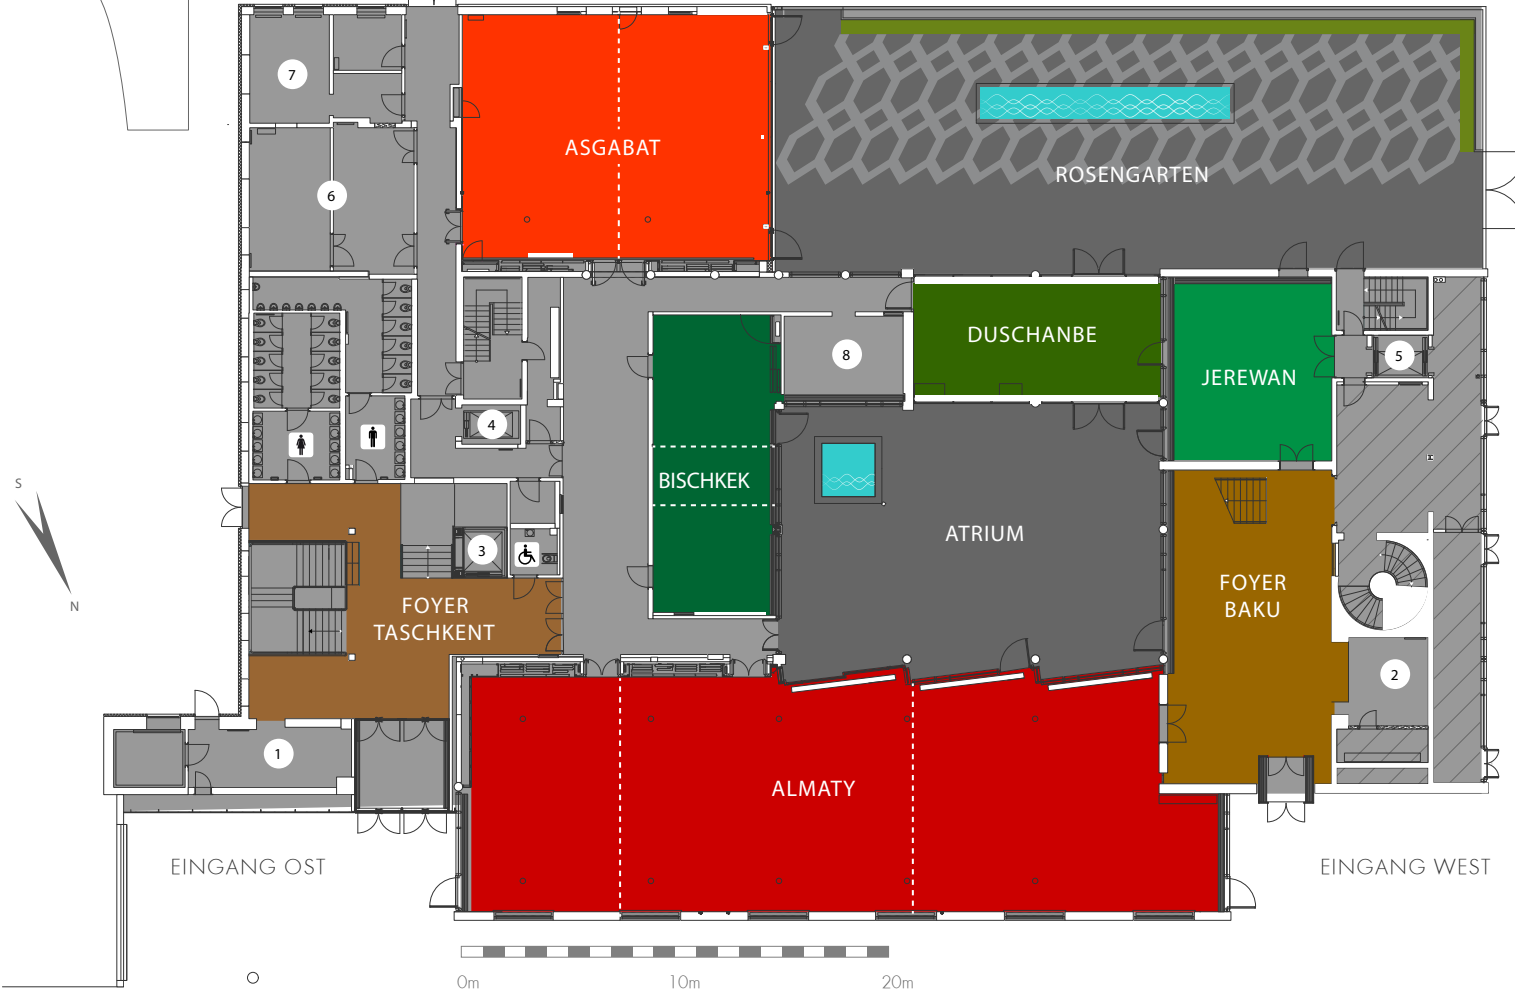 7
ASGABAT
ROSENGARTEN
6
DUSCHANBE
8
5
JEREWAN
4
BISCHKEK
S
N
ATRIUM
3
FOYER
TASCHKENT
FOYER
BAKU
2
1
ALMATY
EINGANG OST
EINGANG WEST
0m
10m
20m